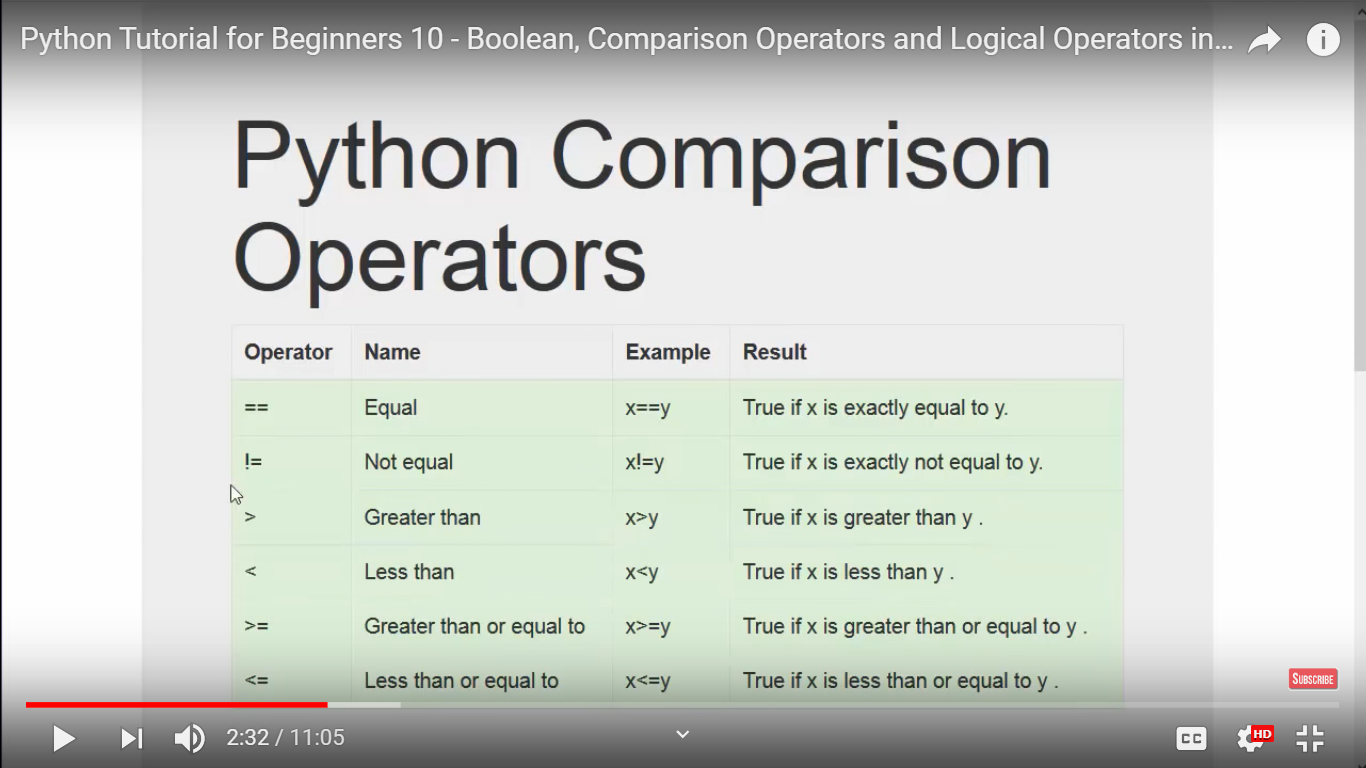 Python Tutorial for Beginners 10 - Boolean, Comparison Operators and Logical Operators in...
Python Comparison
Operators
Operator Name Example Result
== Equal x==y True if x is exactly equal to y.
!= Not equal x!=y True if x is exactly not equal to y.
> Greater than x>y True if x is greater than y .
< Less than x<y True if x is less than y .
>= Greater than or equal to x>=y True if x is greater than or equal to y .
<= Less than or equal to x<=y True if x is less than or equal to y .
SUBSCRIBE
2:32 / 11:05
CC
HD